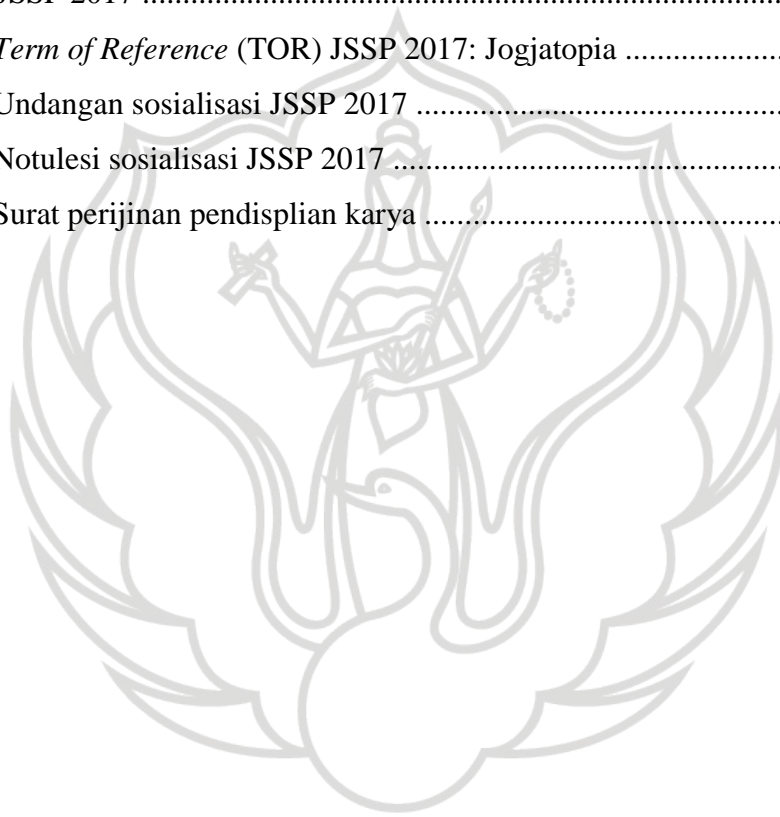 JSSP 2017 ................................................................................
Term of Reference (TOR) JSSP 2017: Jogjatopia ....................
Undangan sosialisasi JSSP 2017 ..............................................
Notulesi sosialisasi JSSP 2017 .................................................
Surat perijinan pendisplian karya .............................................